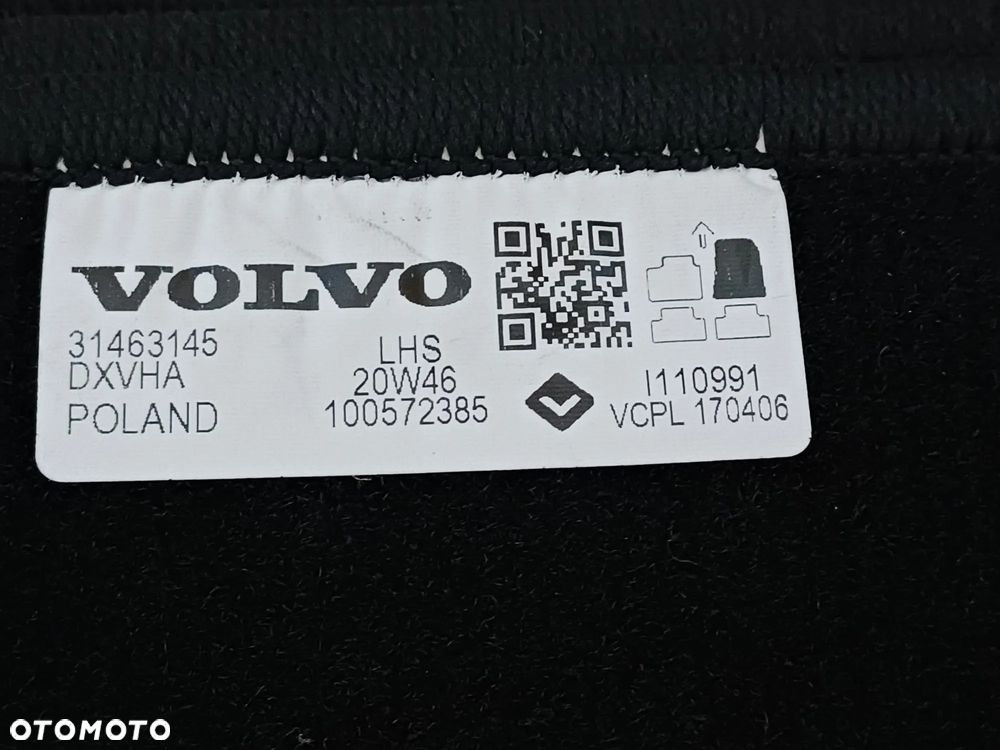 VOLVO
31463145
DXVHA
POLAND
LHS
20W46
100572385
I110991
VCPL 170406
OTOMOTO